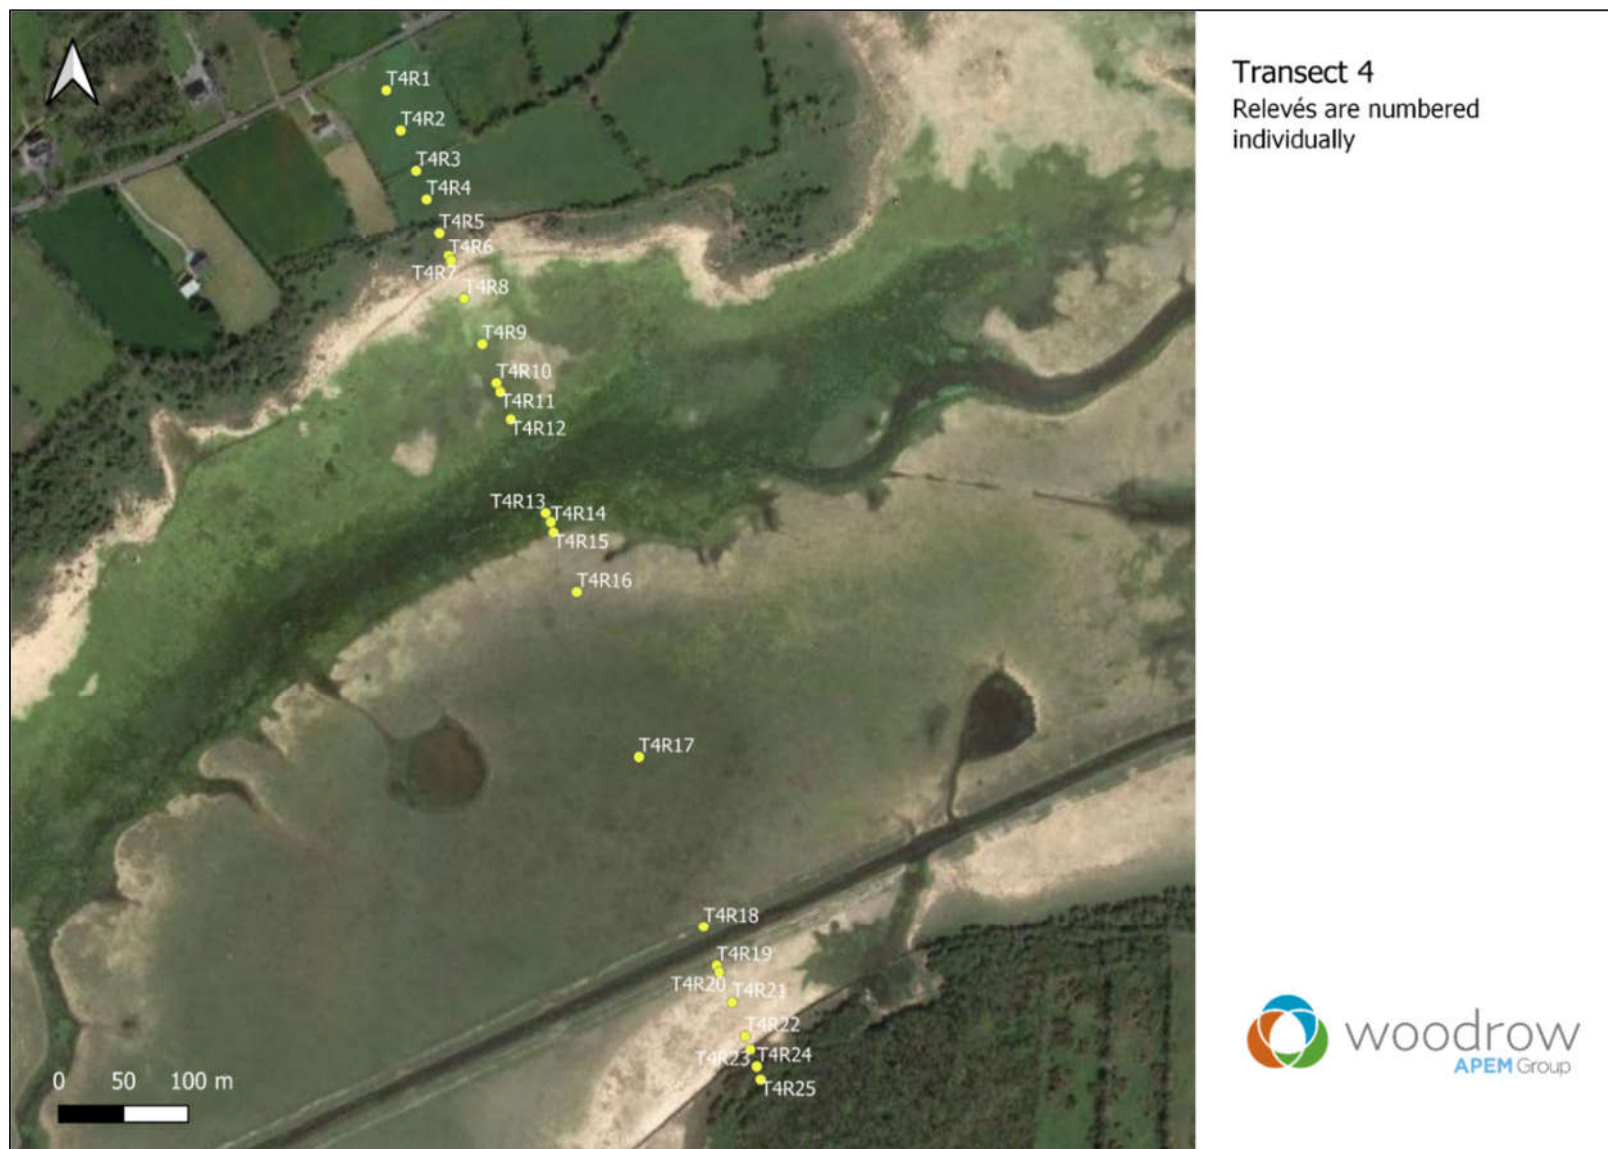 Transect 4
Relevés are numbered
individually
T4R1
T4R2
T4R3
T4R4
T4R5
T4R6
T4R7
T4R8
T4R9
T4R10
T4R11
T4R12
T4R13
T4R14
T4R15
T4R16
T4R17
T4R18
T4R19
T4R20
T4R21
T4R22
T4R23
T4R24
T4R25
0 50 100 m
woodrow
APEM Group